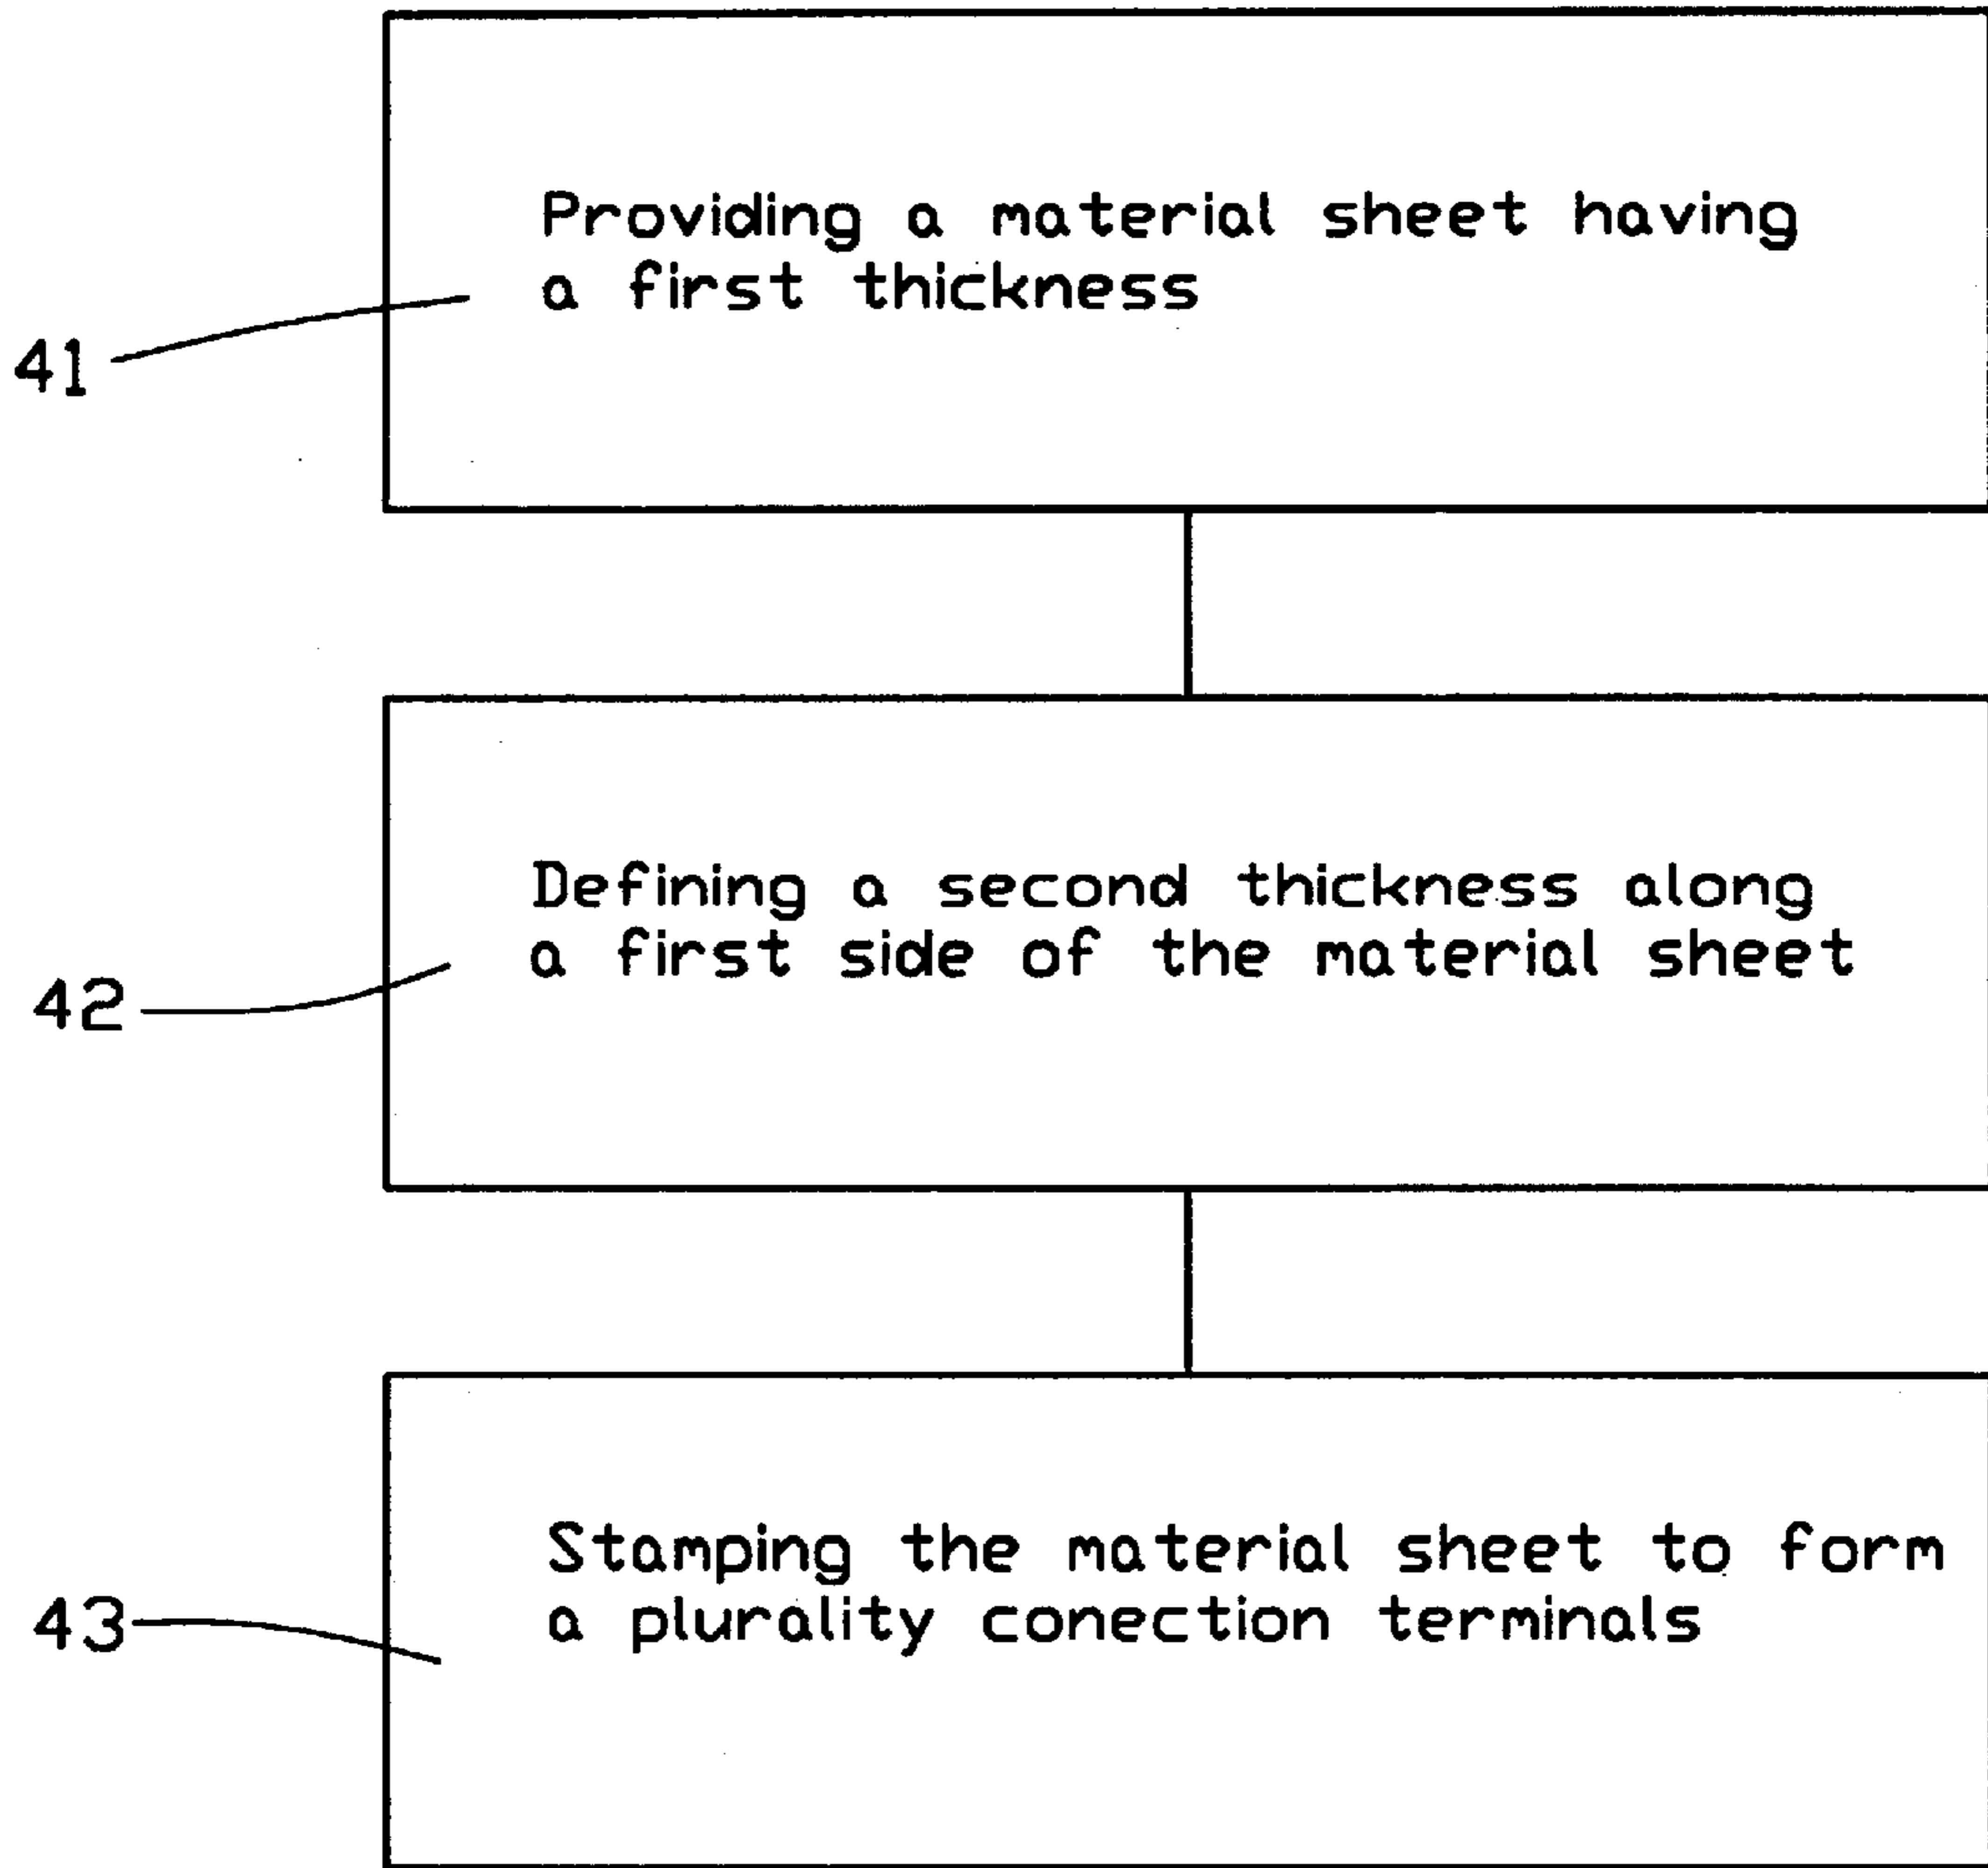 Providing a material sheet having
a first thickness
41
Defining a second thickness along
a first side of the material sheet
42
Stamping the material sheet to form
a plurality conection terminals
43